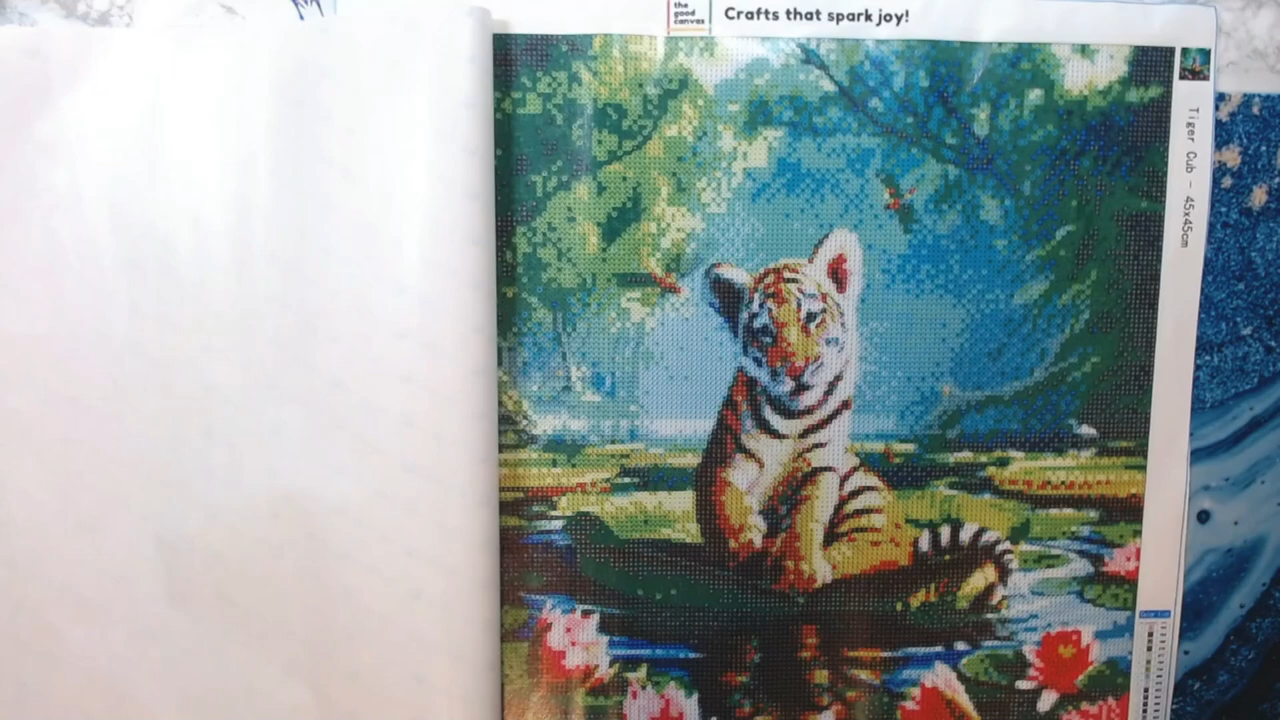 the
good
canvas
Crafts that spark joy!
Tiger Cub - 45x45cm